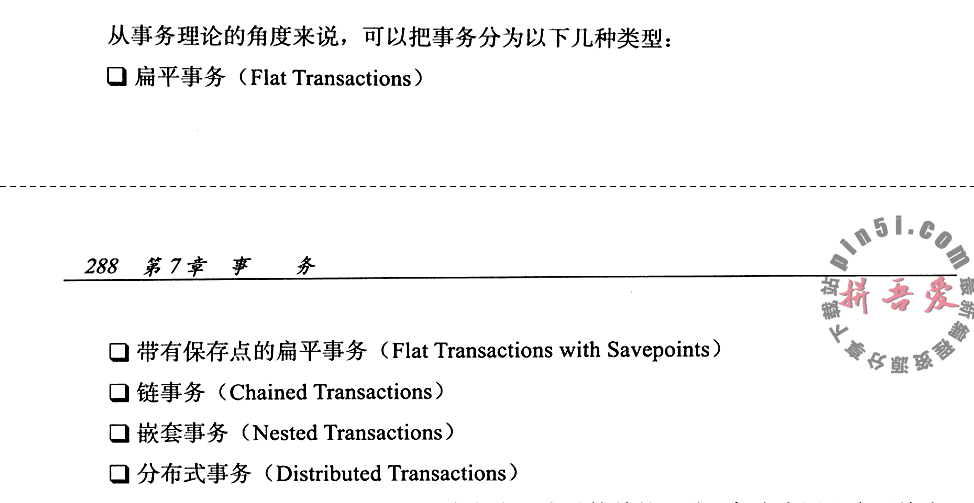 从事务理论的角度来说，可以把事务分为以下几种类型：
❑ 扁平事务（Flat Transactions）
288 第7章 事 务
pin5i.com
拼吾爱
最新编程资源分享下载站
❑ 带有保存点的扁平事务（Flat Transactions with Savepoints）
❑ 链事务（Chained Transactions）
❑ 嵌套事务（Nested Transactions）
❑ 分布式事务（Distributed Transactions）